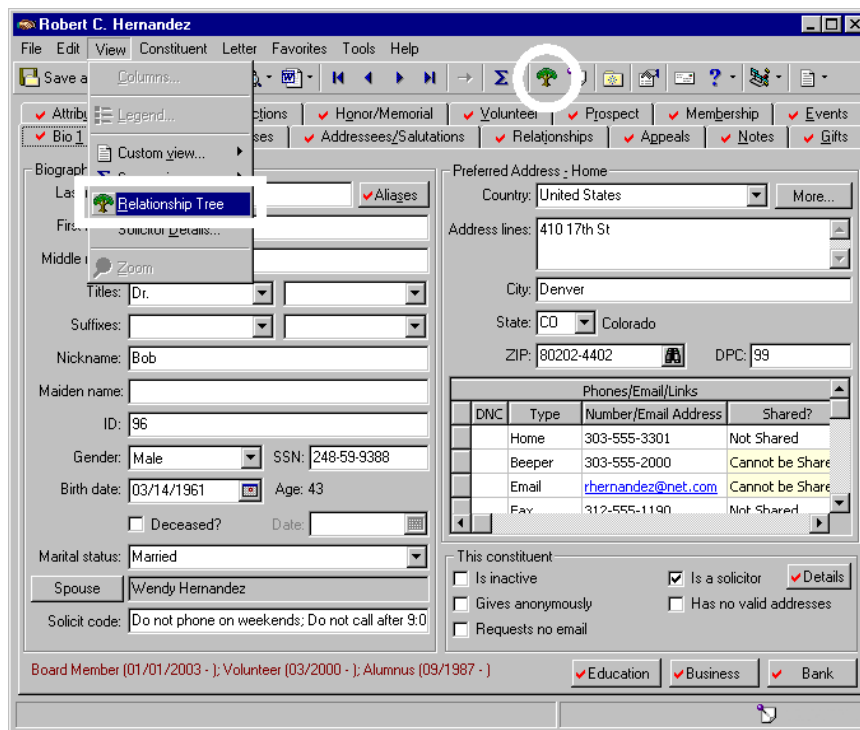 Robert C. Hernandez
File Edit View Constituent Letter Favorites Tools Help
Save a
Columns...
Legend...
Custom view...
Relationship Tree
Solicitor Details...
Zoom
Honor/Memorial Volunteer Prospect Membership Events
Bio 1 Addressees/Salutations Relationships Appeals Notes Gifts
Aliases
Titles: Dr.
Suffixes:
Nickname: Bob
Maiden name:
ID: 96
Gender: Male SSN: 248-59-9388
Birth date: 03/14/1961 Age: 43
Deceased? Date:
Marital status: Married
Spouse Wendy Hernandez
Solicit code: Do not phone on weekends; Do not call after 9:0
Preferred Address - Home
Country: United States More...
Address lines: 410 17th St
City: Denver
State: CO Colorado
ZIP: 80202-4402 DPC: 99
Phones/Email/Links
DNC Type Number/Email Address Shared?
Home 303-555-3301 Not Shared
Beeper 303-555-2000 Cannot be Share
Email rhernandez@net.com Cannot be Share
Fax 312-555-1190 Not Shared
This constituent
Is inactive Is a solicitor Details
Gives anonymously Has no valid addresses
Requests no email
Board Member (01/01/2003 - ); Volunteer (03/2000 - ); Alumnus (09/1987 - )
Education Business Bank